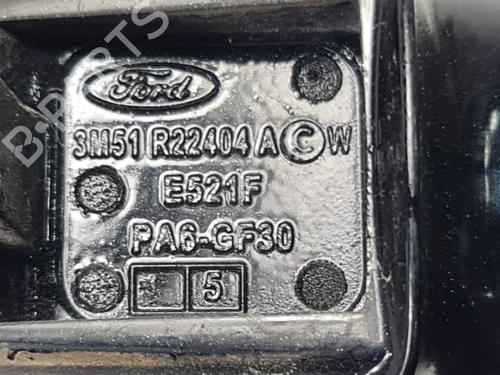 B-PARTS
Ford
3M51 R22404 A C W
E521F
PA6-GF30
5